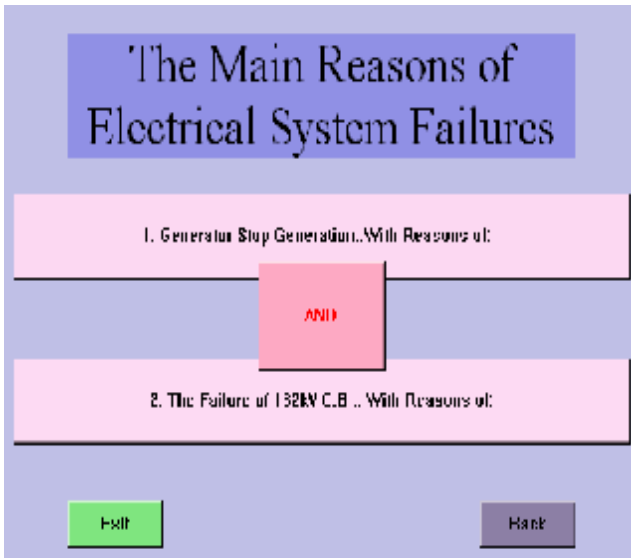 The Main Reasons of
Electrical System Failures
1. Generator Stop Generation..With Reasons of:
AND
2. The Failure of 132kV C.B .. With Reasons of:
Exit
Back